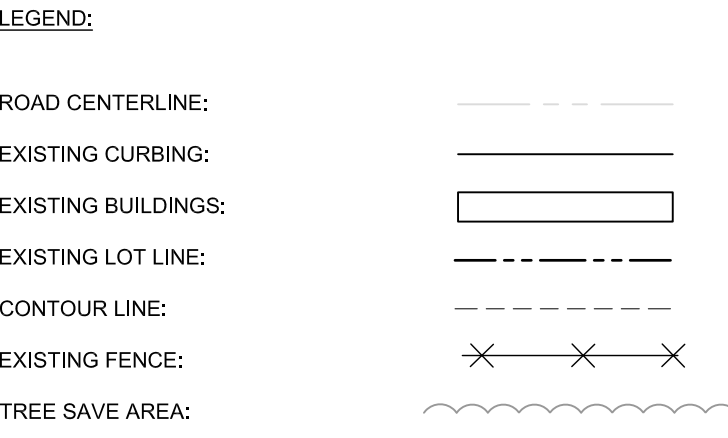 LEGEND:
ROAD CENTERLINE:
EXISTING CURBING:
EXISTING BUILDINGS:
EXISTING LOT LINE:
CONTOUR LINE:
EXISTING FENCE:
TREE SAVE AREA: